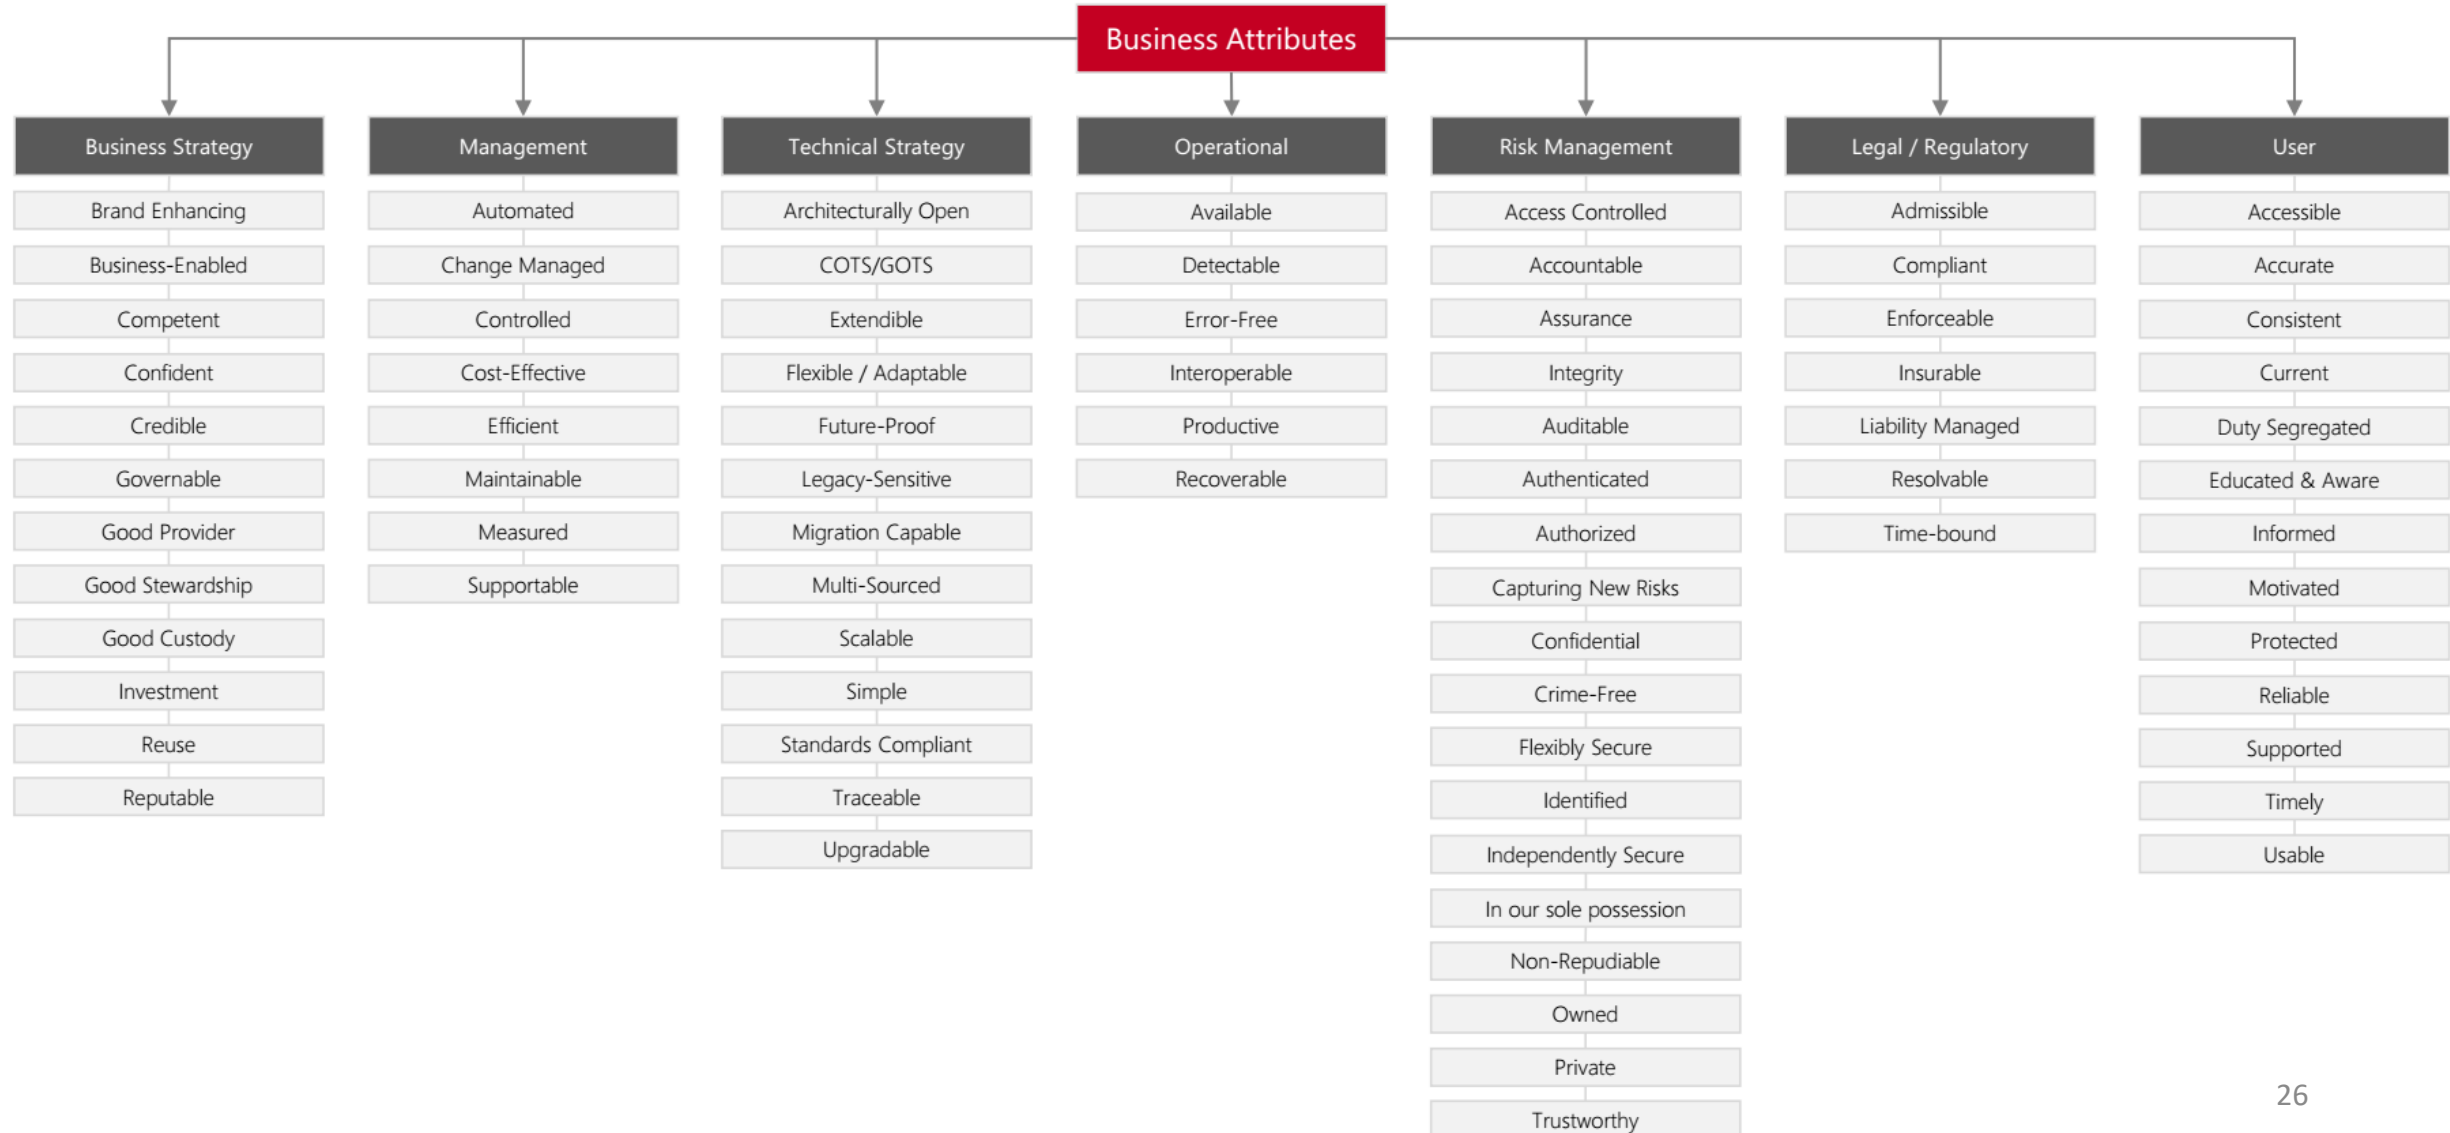 Business Attributes
Business Strategy
Brand Enhancing
Business-Enabled
Competent
Confident
Credible
Governable
Good Provider
Good Stewardship
Good Custody
Investment
Reuse
Reputable
Management
Automated
Change Managed
Controlled
Cost-Effective
Efficient
Maintainable
Measured
Supportable
Technical Strategy
Architecturally Open
COTS/GOTS
Extendible
Flexible / Adaptable
Future-Proof
Legacy-Sensitive
Migration Capable
Multi-Sourced
Scalable
Simple
Standards Compliant
Traceable
Upgradable
Operational
Available
Detectable
Error-Free
Interoperable
Productive
Recoverable
Risk Management
Access Controlled
Accountable
Assurance
Integrity
Auditable
Authenticated
Authorized
Capturing New Risks
Confidential
Crime-Free
Flexibly Secure
Identified
Independently Secure
In our sole possession
Non-Repudiable
Owned
Private
Trustworthy
Legal / Regulatory
Admissible
Compliant
Enforceable
Insurable
Liability Managed
Resolvable
Time-bound
User
Accessible
Accurate
Consistent
Current
Duty Segregated
Educated & Aware
Informed
Motivated
Protected
Reliable
Supported
Timely
Usable
26